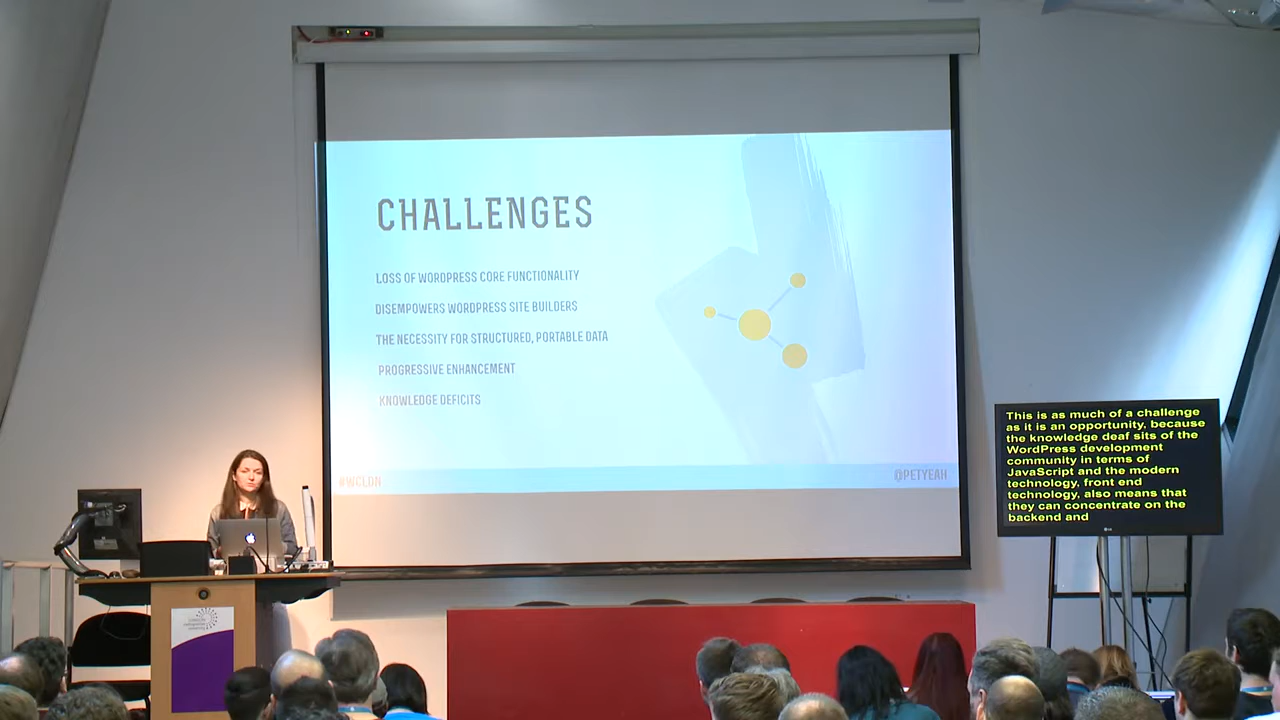 CHALLENGES
LOSS OF WORDPRESS CORE FUNCTIONALITY
DISEMPOWERS WORDPRESS SITE BUILDERS
THE NECESSITY FOR STRUCTURED, PORTABLE DATA
PROGRESSIVE ENHANCEMENT
KNOWLEDGE DEFICITS
#WCLDN
@PETYEAH
This is as much of a challenge
as it is an opportunity, because
the knowledge deaf sits of the
WordPress development
community in terms of
JavaScript and the modern
technology, front end
technology, also means that
they can concentrate on the
backend and
LG